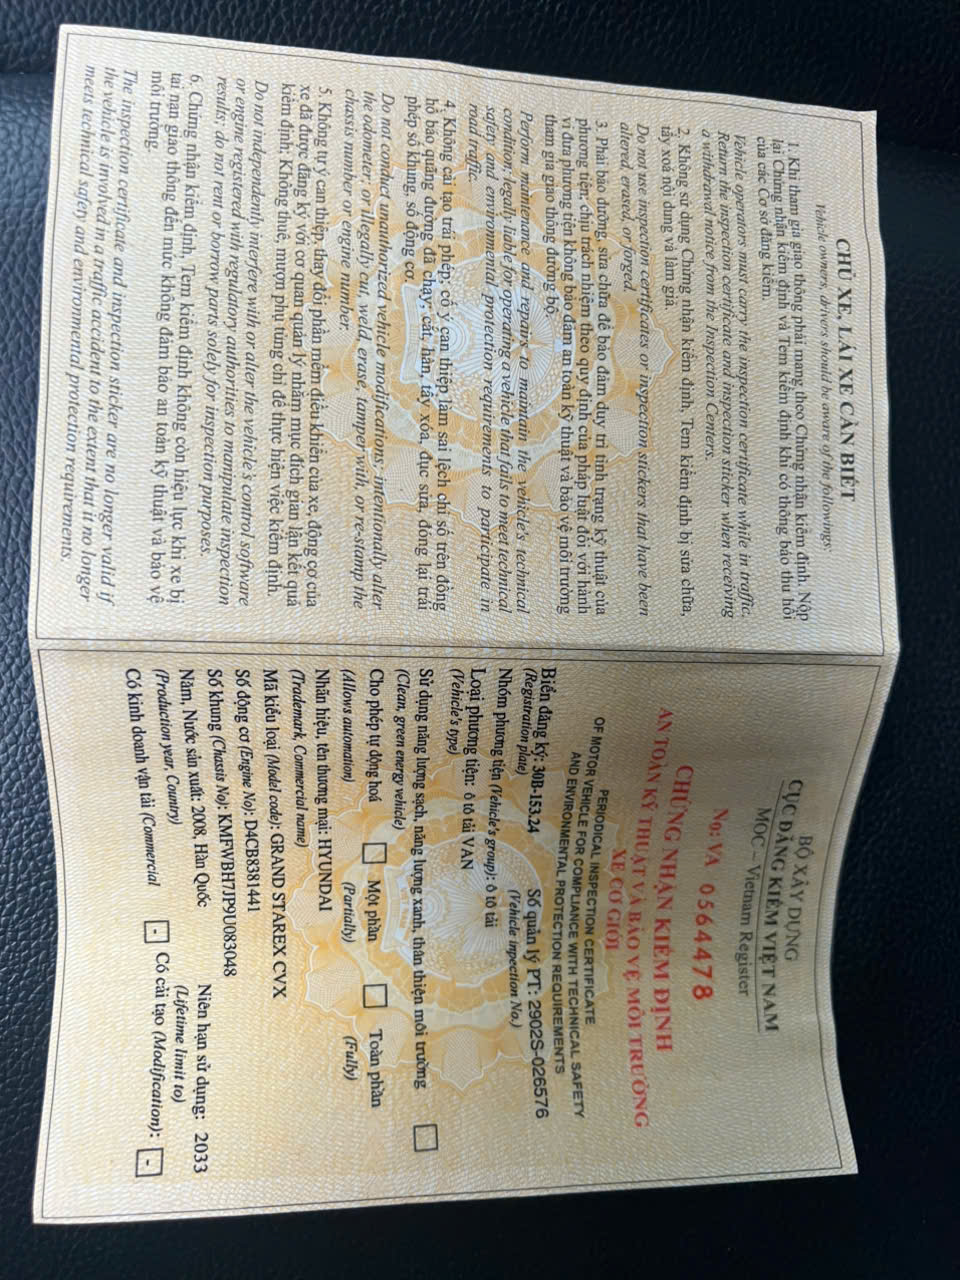 CHỦ XE, LÁI XE CẦN BIẾT
Vehicle owners, drivers should be aware of the followings:
1. Khi tham gia giao thông phải mang theo Chứng nhận kiểm định. Nộp
lại Chứng nhận kiểm định và Tem kiểm định khi có thông báo thu hồi
của các Cơ sở đăng kiểm.
Vehicle operators must carry the inspection certificate while in traffic.
Return the inspection certificate and inspection sticker when receiving
a withdrawal notice from the Inspection Centers.
2. Không sử dụng Chứng nhận kiểm định, Tem kiểm định bị sửa chữa,
tẩy xoá nội dung và làm giả.
Do not use inspection certificates or inspection stickers that have been
altered, erased, or forged.
3. Phải bảo dưỡng, sửa chữa để bảo đảm duy trì tình trạng kỹ thuật của
phương tiện; chịu trách nhiệm theo quy định của pháp luật đối với hành
vi đưa phương tiện không bảo đảm an toàn kỹ thuật và bảo vệ môi trường
tham gia giao thông đường bộ.
Perform maintenance and repairs to maintain the vehicle's technical
condition; legally liable for operating a vehicle that fails to meet technical
safety and environmental protection requirements to participate in
road traffic.
4. Không cải tạo trái phép, cố ý can thiệp làm sai lệch chỉ số trên đồng
hồ báo quãng đường đã chạy; cắt, hàn, tẩy xóa, đục sửa, đóng lại trái
phép số khung, số động cơ.
Do not conduct unauthorized vehicle modifications; intentionally alter
the odometer; or illegally cut, weld, erase, tamper with, or re-stamp the
chassis number or engine number.
5. Không tự ý can thiệp, thay đổi phần mềm điều khiển của xe, động cơ của
xe đã được đăng ký với cơ quan quản lý nhằm mục đích gian lận kết quả
kiểm định; Không thuê, mượn phụ tùng chỉ để thực hiện việc kiểm định.
Do not independently interfere with or alter the vehicle's control software
or engine registered with regulatory authorities to manipulate inspection
results; do not rent or borrow parts solely for inspection purposes.
6. Chứng nhận kiểm định, Tem kiểm định không còn hiệu lực khi xe bị
tai nạn giao thông đến mức không đảm bảo an toàn kỹ thuật và bảo vệ
môi trường.
The inspection certificate and inspection sticker are no longer valid if
the vehicle is involved in a traffic accident to the extent that it no longer
meets technical safety and environmental protection requirements.
BỘ XÂY DỰNG
CỤC ĐĂNG KIỂM VIỆT NAM
MOC – Vietnam Register
No: VA 0564478
CHỨNG NHẬN KIỂM ĐỊNH
AN TOÀN KỸ THUẬT VÀ BẢO VỆ MÔI TRƯỜNG
XE CƠ GIỚI
PERIODICAL INSPECTION CERTIFICATE
OF MOTOR VEHICLE FOR COMPLIANCE WITH TECHNICAL SAFETY
AND ENVIRONMENTAL PROTECTION REQUIREMENTS
Biển đăng ký: 30B-153.24 Số quản lý PT: 2902S-026576
(Registration plate) (Vehicle inpection No.)
Nhóm phương tiện (Vehicle's group): ô tô tải
Loại phương tiện: ô tô tải VAN
(Vehicle's type)
Sử dụng năng lượng sạch, năng lượng xanh, thân thiện môi trường
(Clean, green energy vehicle)
Cho phép tự động hoá Một phần Toàn phần
(Allows automation) (Partially) (Fully)
Nhãn hiệu, tên thương mại: HYUNDAI
(Trademark, Commercial name)
Mã kiểu loại (Model code): GRAND STAREX CVX
Số động cơ (Engine No): D4CB8381441
Số khung (Chassis No): KMFWBH7JP9U083048
Năm, Nước sản xuất: 2008, Hàn Quốc Niên hạn sử dụng: 2033
(Production year, Country) (Lifetime limit to)
Có kinh doanh vận tải (Commercial - Có cải tạo (Modification): -